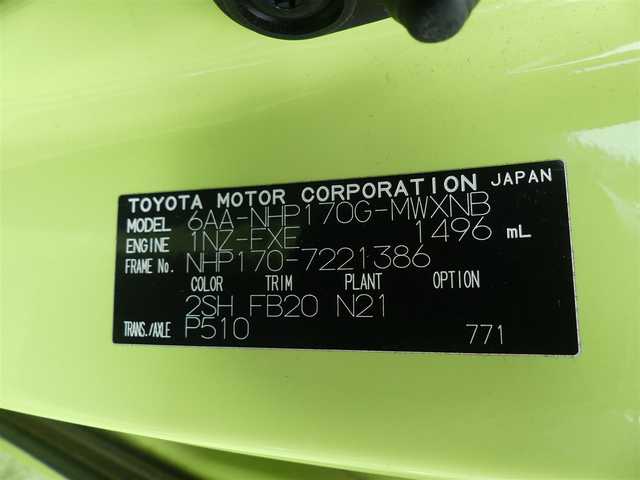 TOYOTA MOTOR CORPORATION JAPAN
MODEL 6AA-NHP170G-MWXNB
ENGINE 1NZ-FXE 1496 mL
FRAME No. NHP170-7221386
COLOR TRIM PLANT OPTION
2SH FB20 N21
TRANS./AXLE P510 771